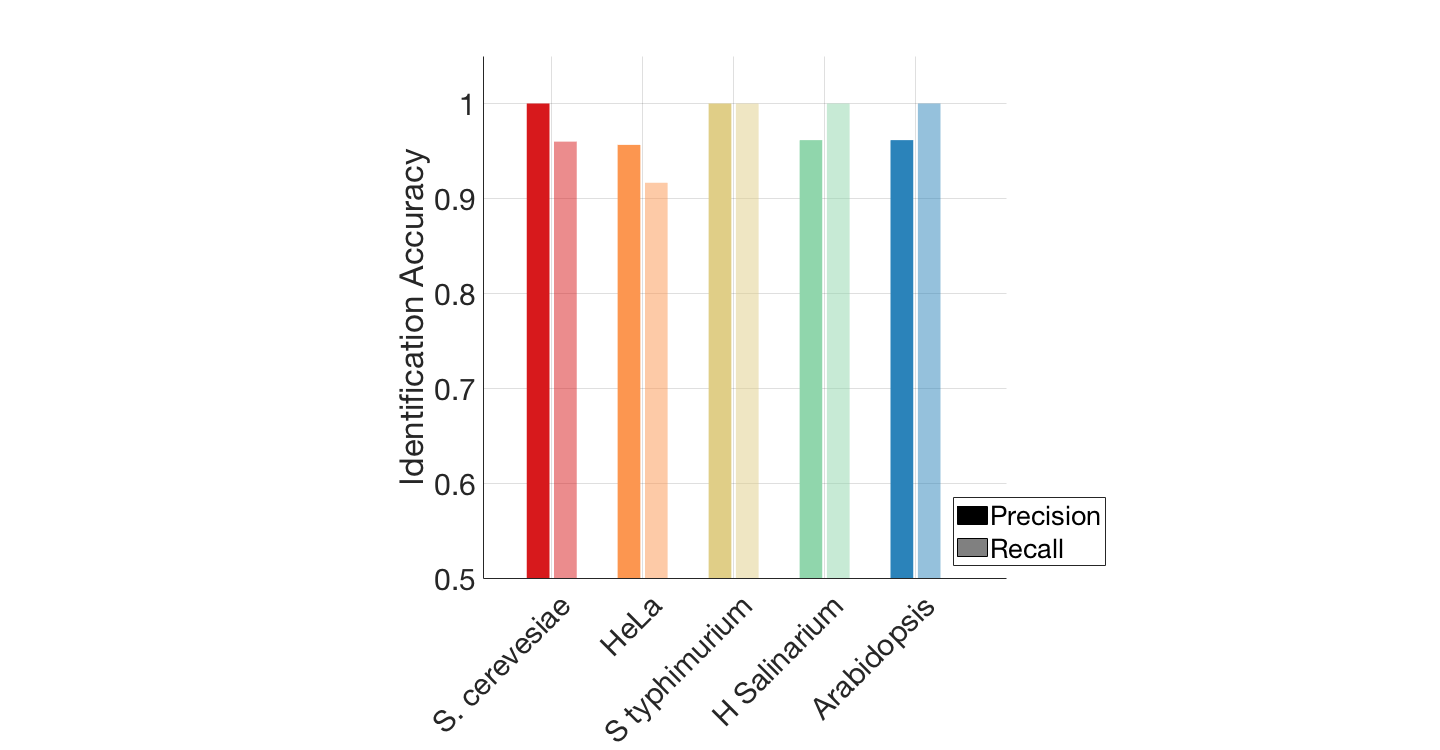 Identification Accuracy
1
0.9
0.8
0.7
0.6
0.5
S. cerevesiae
HeLa
S typhimurium
H Salinarium
Arabidopsis
Precision
Recall